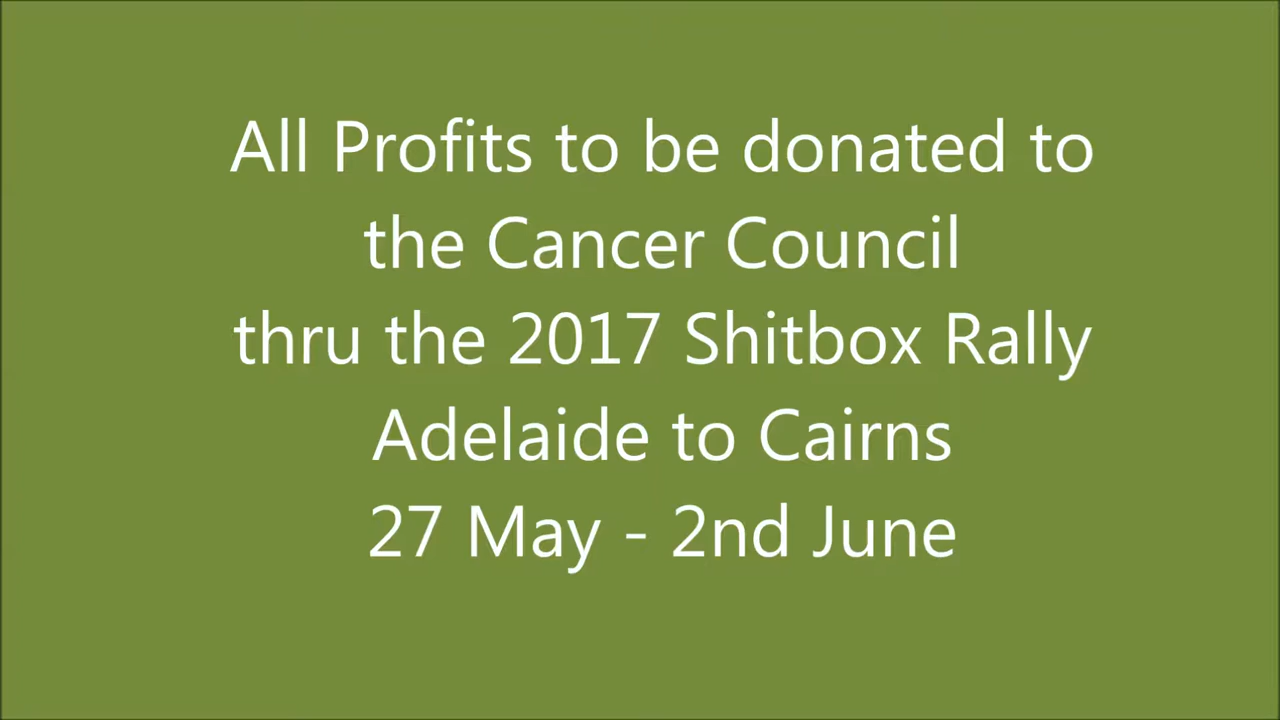 All Profits to be donated to
the Cancer Council
thru the 2017 Shitbox Rally
Adelaide to Cairns
27 May - 2nd June